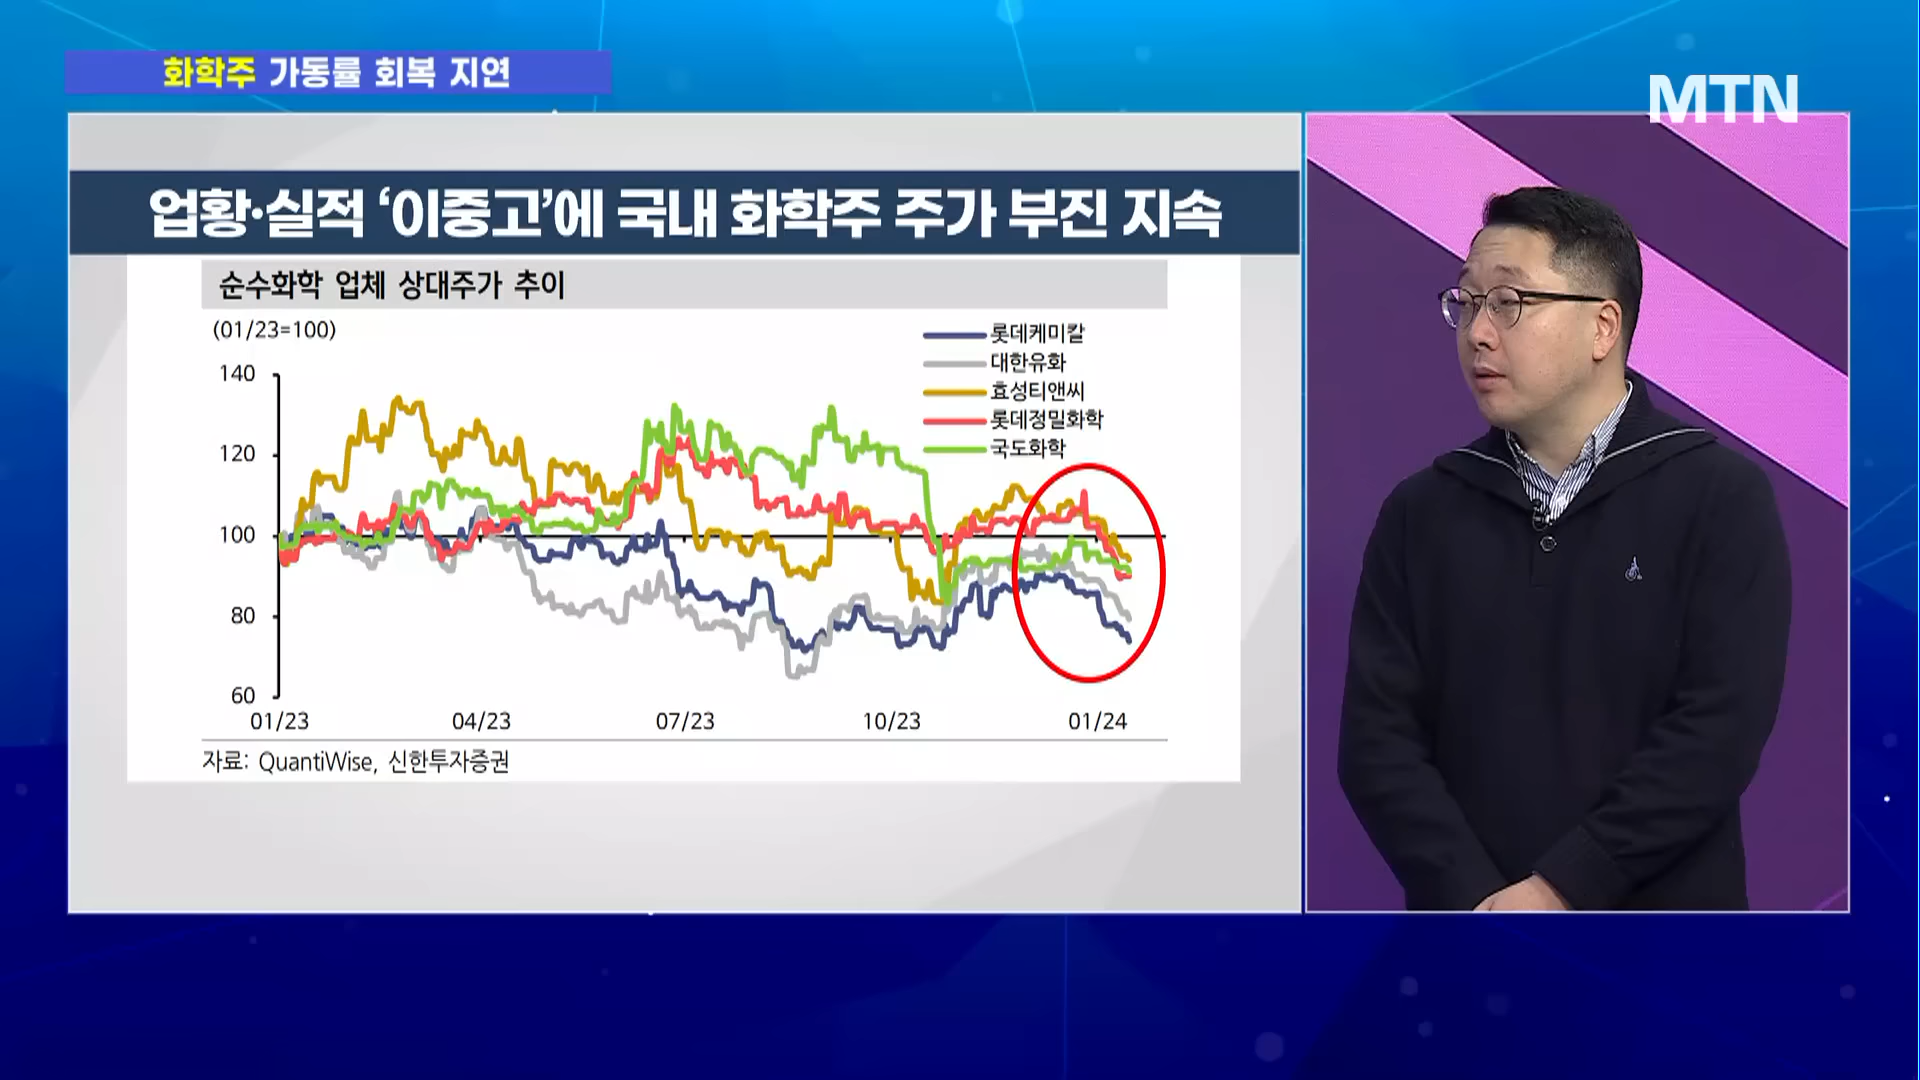 화학주 가동률 회복 지연
MTN
업황·실적 ‘이중고’에 국내 화학주 주가 부진 지속
순수화학 업체 상대주가 추이
(01/23=100)
롯데케미칼
대한유화
효성티앤씨
롯데정밀화학
국도화학
140
120
100
80
60
01/23 04/23 07/23 10/23 01/24
자료: QuantiWise, 신한투자증권